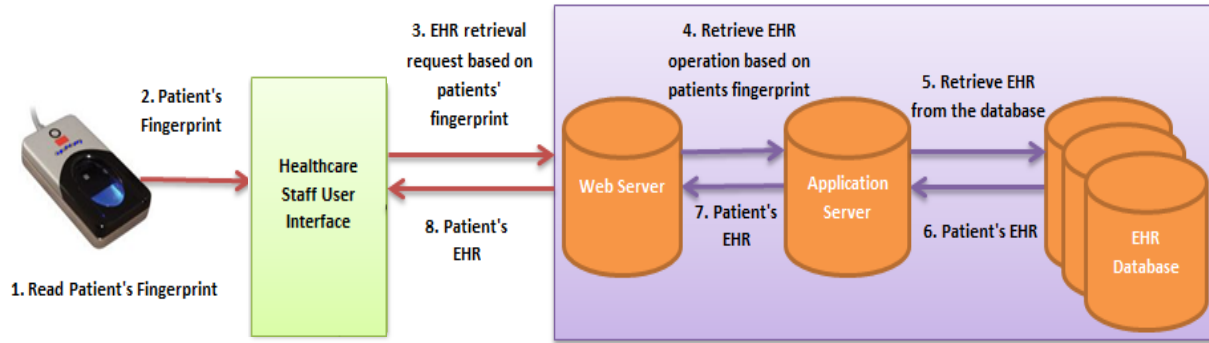 1. Read Patient's Fingerprint
2. Patient's
Fingerprint
Healthcare
Staff User
Interface
3. EHR retrieval
request based on
patients'
fingerprint
8. Patient's
EHR
Web Server
4. Retrieve EHR
operation based on
patients fingerprint
7. Patient's
EHR
Application
Server
5. Retrieve EHR
from the database
6. Patient's EHR
EHR
Database